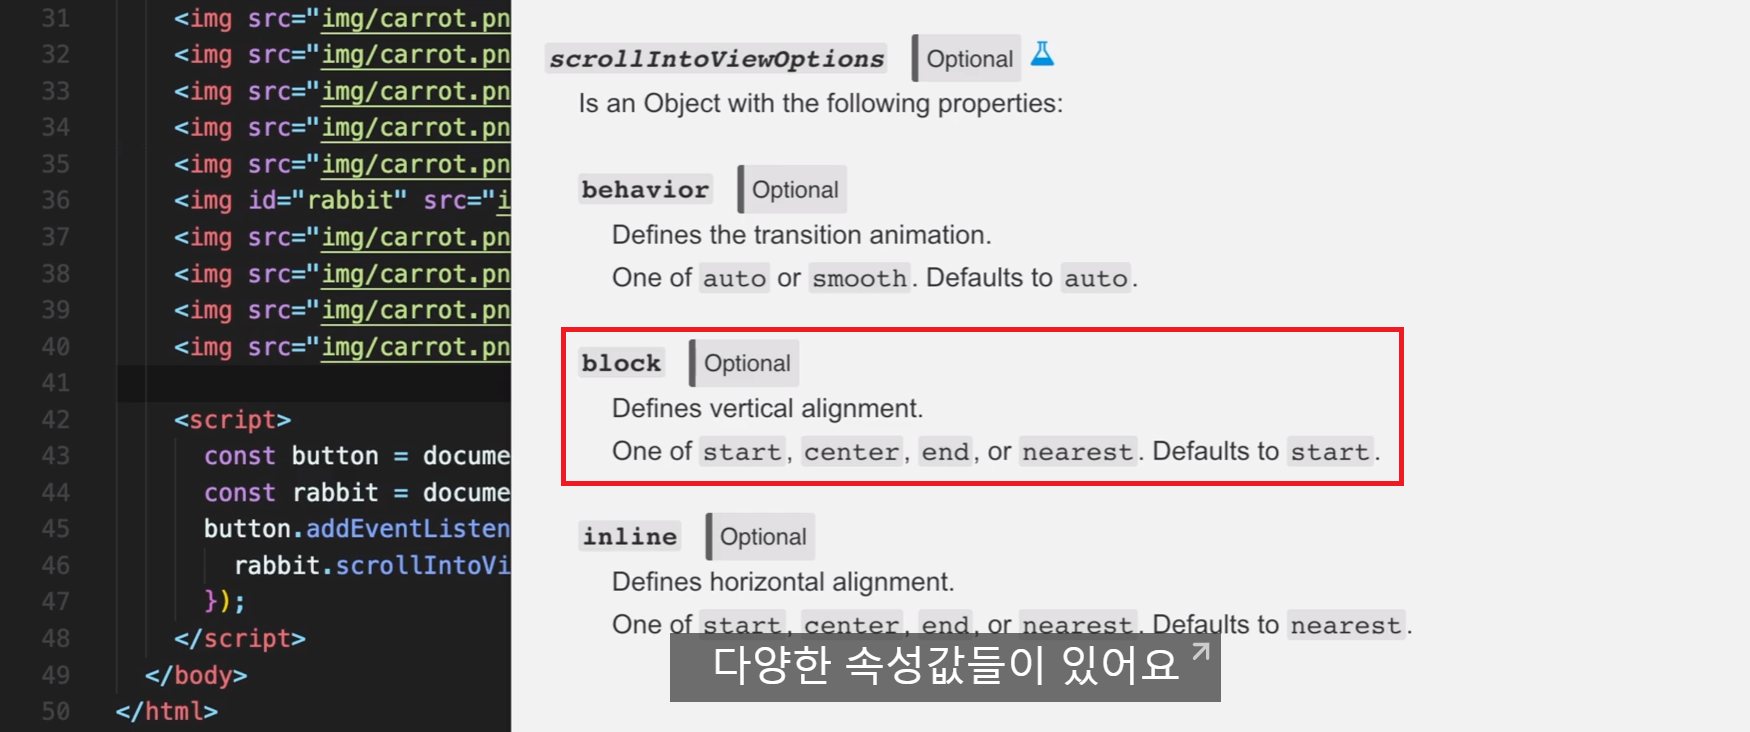 31 <img src="img/carrot.pn
32 <img src="img/carrot.pn
33 <img src="img/carrot.pn
34 <img src="img/carrot.pn
35 <img src="img/carrot.pn
36 <img id="rabbit" src="i
37 <img src="img/carrot.pn
38 <img src="img/carrot.pn
39 <img src="img/carrot.pn
40 <img src="img/carrot.pn
41
42 <script>
43 const button = docume
44 const rabbit = docume
45 button.addEventListen
46 rabbit.scrollIntoVi
47 });
48 </script>
49 </body>
50 </html>
scrollIntoViewOptions Optional
Is an Object with the following properties:
behavior Optional
Defines the transition animation.
One of auto or smooth. Defaults to auto.
block Optional
Defines vertical alignment.
One of start, center, end, or nearest. Defaults to start.
inline Optional
Defines horizontal alignment.
One of start, center, end, or nearest. Defaults to nearest.
다양한 속성값들이 있어요